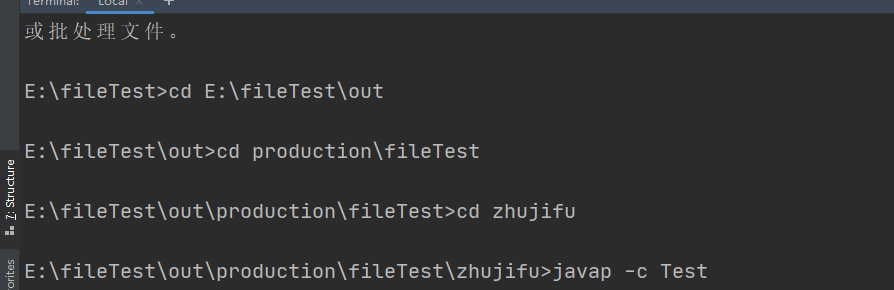 Terminal: Local × +
或批处理文件。
E:\fileTest>cd E:\fileTest\out
E:\fileTest\out>cd production\fileTest
E:\fileTest\out\production\fileTest>cd zhujifu
E:\fileTest\out\production\fileTest\zhujifu>javap -c Test
7: Structure